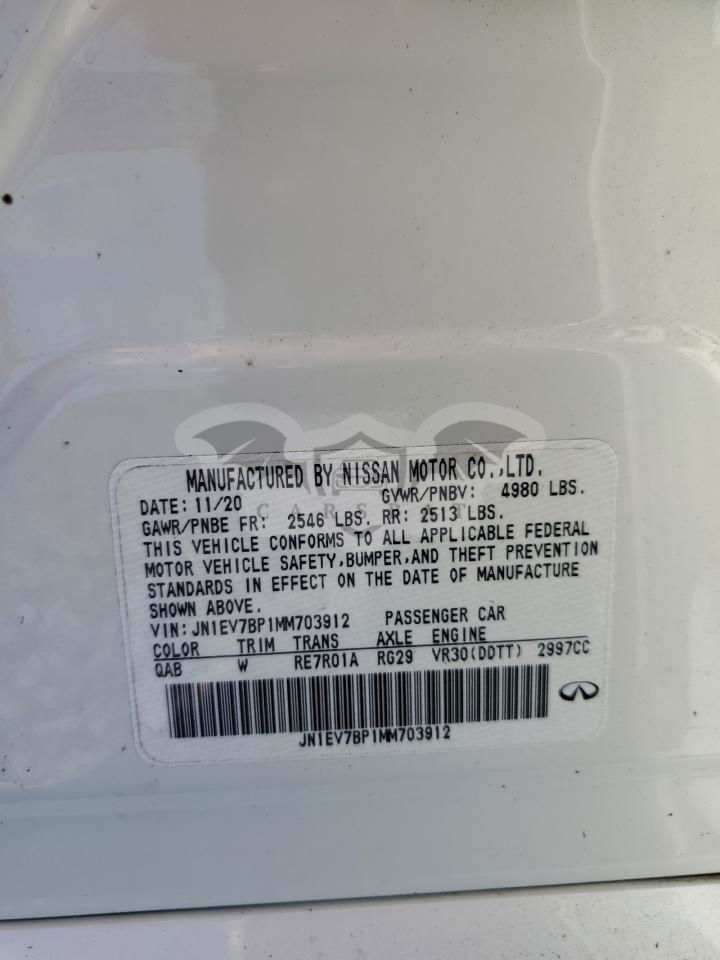 MANUFACTURED BY NISSAN MOTOR CO.,LTD.
DATE: 11/20 GVWR/PNBV: 4980 LBS.
GAWR/PNBE FR: 2546 LBS. RR: 2513 LBS.
THIS VEHICLE CONFORMS TO ALL APPLICABLE FEDERAL
MOTOR VEHICLE SAFETY,BUMPER,AND THEFT PREVENTION
STANDARDS IN EFFECT ON THE DATE OF MANUFACTURE
SHOWN ABOVE.
VIN:JN1EV7BP1MM703912 PASSENGER CAR
COLOR TRIM TRANS AXLE ENGINE
QAB W RE7R01A RG29 VR30(DDTT) 2997CC
JN1EV7BP1MM703912